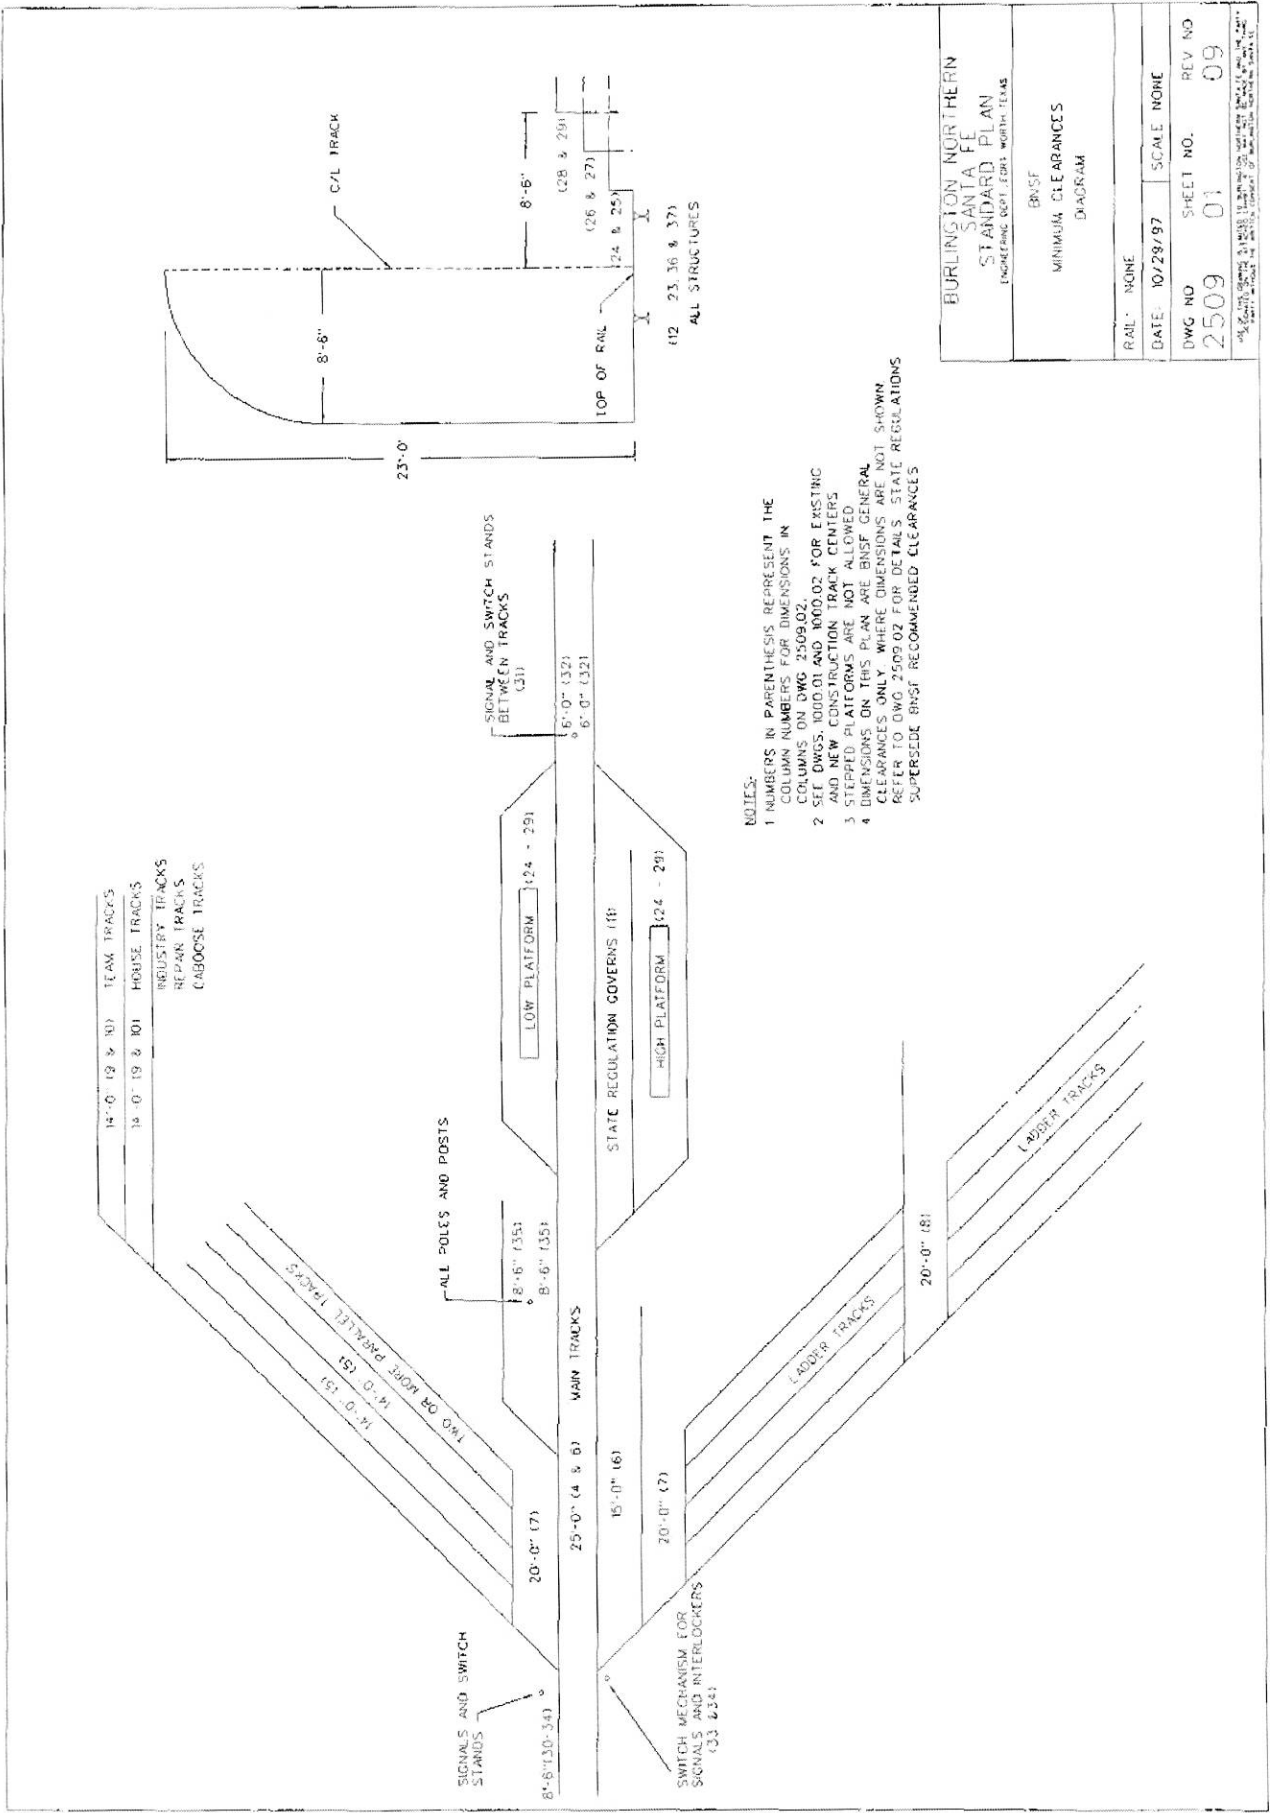 14'-0" (9 & 10) TEAM TRACKS
14'-0" (9 & 10) HOUSE TRACKS
INDUSTRY TRACKS
REPAIR TRACKS
CABOOSE TRACKS
TWO OR MORE PARALLEL TRACKS
14'-0" (5)
14'-0" (5)
ALL POLES AND POSTS
8'-6" (35)
8'-6" (35)
SIGNALS AND SWITCH
STANDS
8'-6"(30-34)
20'-0" (7)
25'-0" (4 & 6) MAIN TRACKS
15'-0" (6)
20'-0" (7)
SWITCH MECHANISM FOR
SIGNALS AND INTERLOCKERS
(33 &34)
LOW PLATFORM (24 - 29)
STATE REGULATION GOVERNS (11)
HIGH PLATFORM (24 - 29)
SIGNAL AND SWITCH STANDS
BETWEEN TRACKS
(31)
6'-0" (32)
6'-0" (32)
LADDER TRACKS
20'-0" (8)
LADDER TRACKS
23'-0"
8'-6"
C/L TRACK
8'-6"
(28 & 29)
(26 & 27)
(24 & 25)
TOP OF RAIL
(12 23, 36 & 37)
ALL STRUCTURES
NOTES:
1 NUMBERS IN PARENTHESIS REPRESENT THE
COLUMN NUMBERS FOR DIMENSIONS IN
COLUMNS ON DWG 2509.02.
2 SEE DWGS. 1000.01 AND 1000.02 FOR EXISTING
AND NEW CONSTRUCTION TRACK CENTERS
3 STEPPED PLATFORMS ARE NOT ALLOWED
4 DIMENSIONS ON THIS PLAN ARE BNSF GENERAL
CLEARANCES ONLY. WHERE DIMENSIONS ARE NOT SHOWN,
REFER TO DWG 2509.02 FOR DETAILS STATE REGULATIONS
SUPERSEDE BNSF RECOMMENDED CLEARANCES
BURLINGTON NORTHERN
SANTA FE
STANDARD PLAN
ENGINEERING DEPT. FORT WORTH TEXAS
BNSF
MINIMUM CLEARANCES
DIAGRAM
RAIL: NONE
DATE: 10/29/97 SCALE NONE
DWG NO SHEET NO. REV NO
2509 01 09